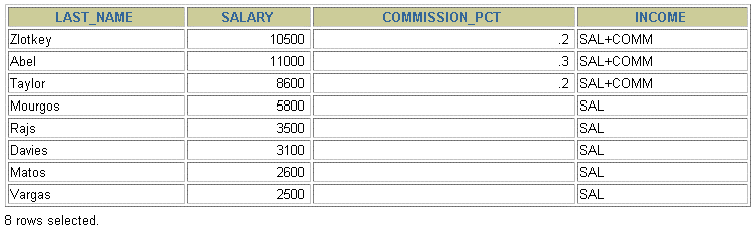 LAST_NAME SALARY COMMISSION_PCT INCOME
Zlotkey 10500 .2 SAL+COMM
Abel 11000 .3 SAL+COMM
Taylor 8600 .2 SAL+COMM
Mourgos 5800 SAL
Rajs 3500 SAL
Davies 3100 SAL
Matos 2600 SAL
Vargas 2500 SAL
8 rows selected.